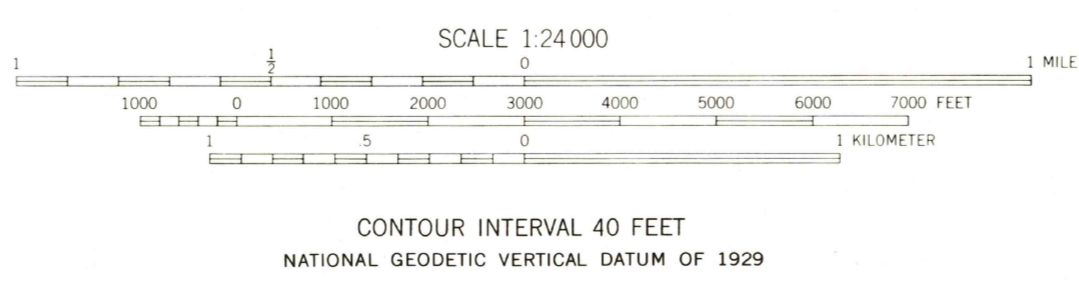 SCALE 1:24 000
1 1/2 0 1 MILE
1000 0 1000 2000 3000 4000 5000 6000 7000 FEET
1 .5 0 1 KILOMETER
CONTOUR INTERVAL 40 FEET
NATIONAL GEODETIC VERTICAL DATUM OF 1929